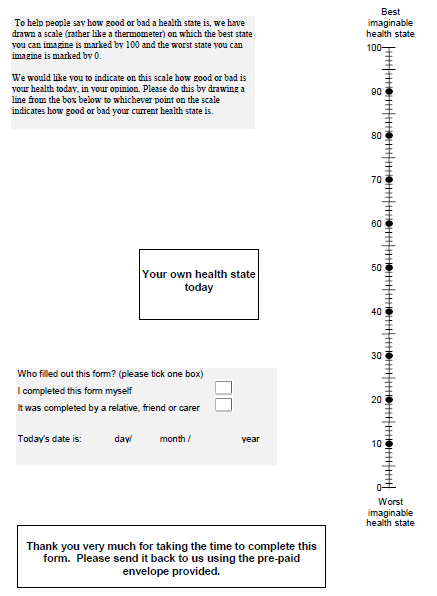 To help people say how good or bad a health state is, we have
drawn a scale (rather like a thermometer) on which the best state
you can imagine is marked by 100 and the worst state you can
imagine is marked by 0.
We would like you to indicate on this scale how good or bad is
your health today, in your opinion. Please do this by drawing a
line from the box below to whichever point on the scale
indicates how good or bad your current health state is.
Best
imaginable
health state
100
90
80
70
60
50
40
30
20
10
0
Worst
imaginable
health state
Your own health state
today
Who filled out this form? (please tick one box)
I completed this form myself
It was completed by a relative, friend or carer
Today's date is: day/ month / year
Thank you very much for taking the time to complete this
form. Please send it back to us using the pre-paid
envelope provided.